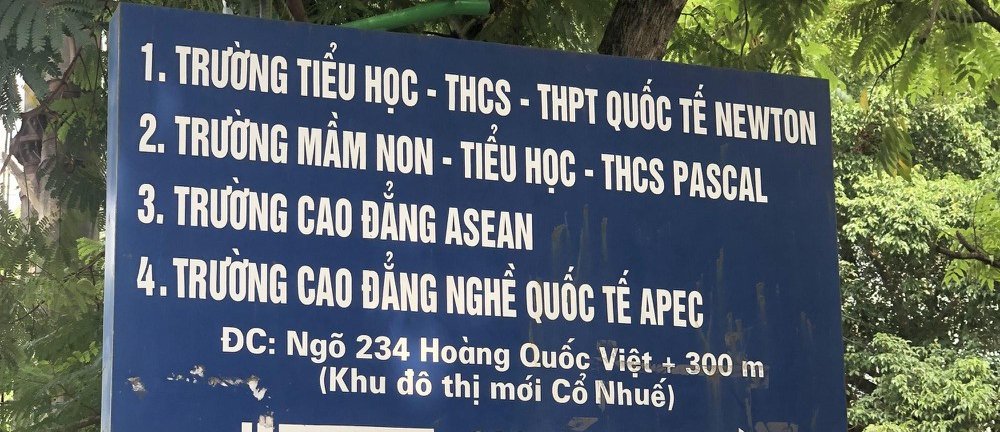 1. TRƯỜNG TIỂU HỌC - THCS - THPT QUỐC TẾ NEWTON
2. TRƯỜNG MẦM NON - TIỂU HỌC - THCS PASCAL
3. TRƯỜNG CAO ĐẲNG ASEAN
4. TRƯỜNG CAO ĐẲNG NGHỀ QUỐC TẾ APEC
ĐC: Ngõ 234 Hoàng Quốc Việt + 300 m
(Khu đô thị mới Cổ Nhuế)